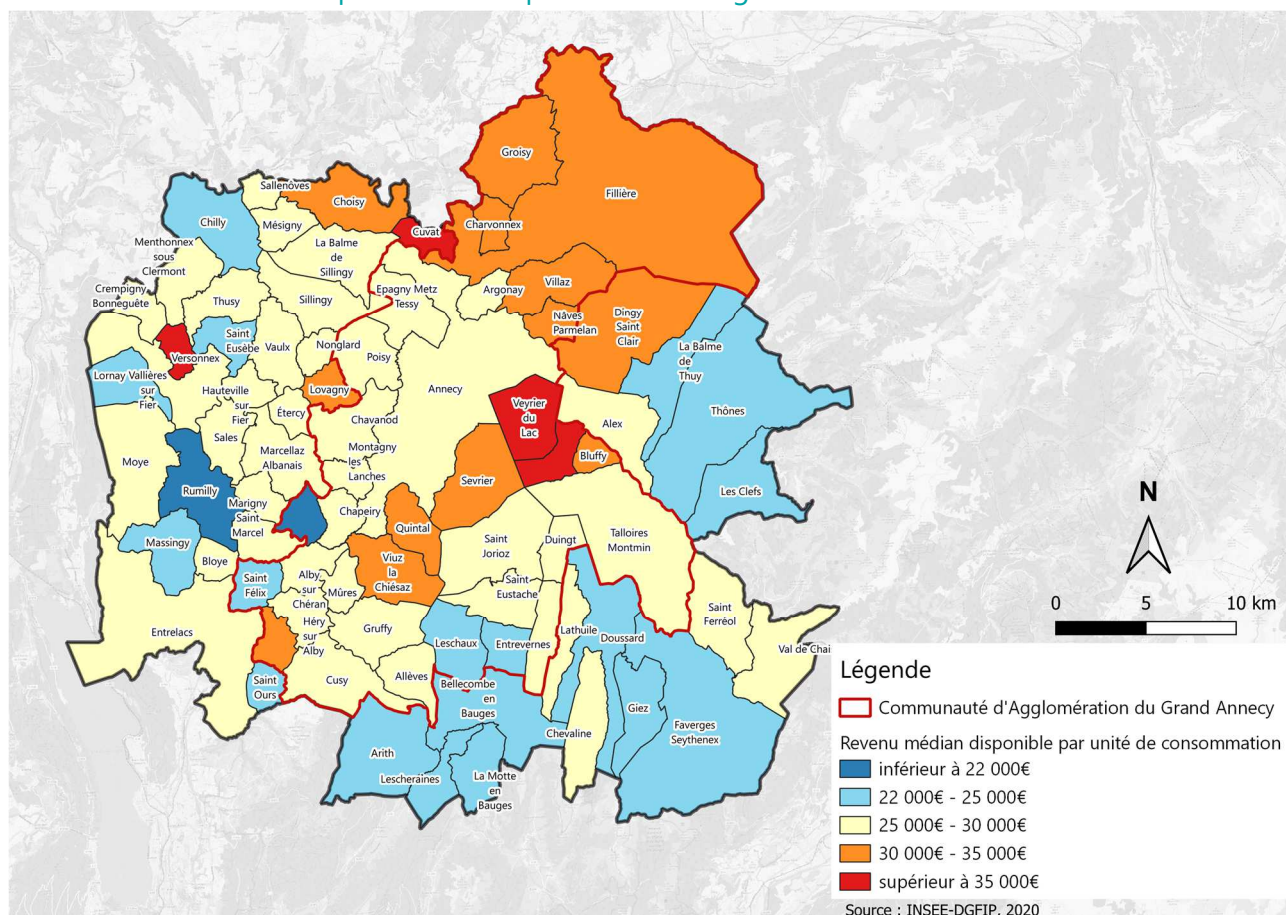 Groisy
Fillière
Sallenôves
Choisy
Chilly
Mésigny
Cuvat
Charvonnex
Menthonnex
sous
Clermont
La Balme
de
Sillingy
Crempigny
Bonneguête
Thusy
Sillingy
Epagny Metz
Tessy
Argonay
Villaz
Nâves
Parmelan
Dingy
Saint
Clair
Versonnex
Saint
Eusèbe
Vaulx
Nonglard
Poisy
La Balme
de
Thuy
Lornay
Vallières
sur
Fier
Hauteville
sur
Fier
Lovagny
Annecy
Veyrier
du
Lac
Alex
Thônes
Étercy
Chavanod
Sales
Marcellaz
Albanais
Montagny
les
Lanches
Bluffy
Moye
Rumilly
Sevrier
Les Clefs
Marigny
Saint
Marcel
Chapeiry
Quintal
Massingy
Bloye
Viuz
la
Chiésaz
Saint
Jorioz
Duingt
Talloires
Montmin
Saint
Félix
Alby
sur
Chéran
Mûres
Saint
Eustache
Saint
Ferréol
Entrelacs
Héry
sur
Alby
Gruffy
Leschaux
Entrevernes
Lathuile
Doussard
Val de Chai
Saint
Ours
Cusy
Allèves
Bellecombe
en
Bauges
Giez
Faverges
Seythenex
Chevaline
Arith
Lescheraines
La Motte
en
Bauges
N
0 5 10 km
Légende
Communauté d'Agglomération du Grand Annecy
Revenu médian disponible par unité de consommation
inférieur à 22 000€
22 000€ - 25 000€
25 000€ - 30 000€
30 000€ - 35 000€
supérieur à 35 000€
Source : INSEE-DGFIP, 2020